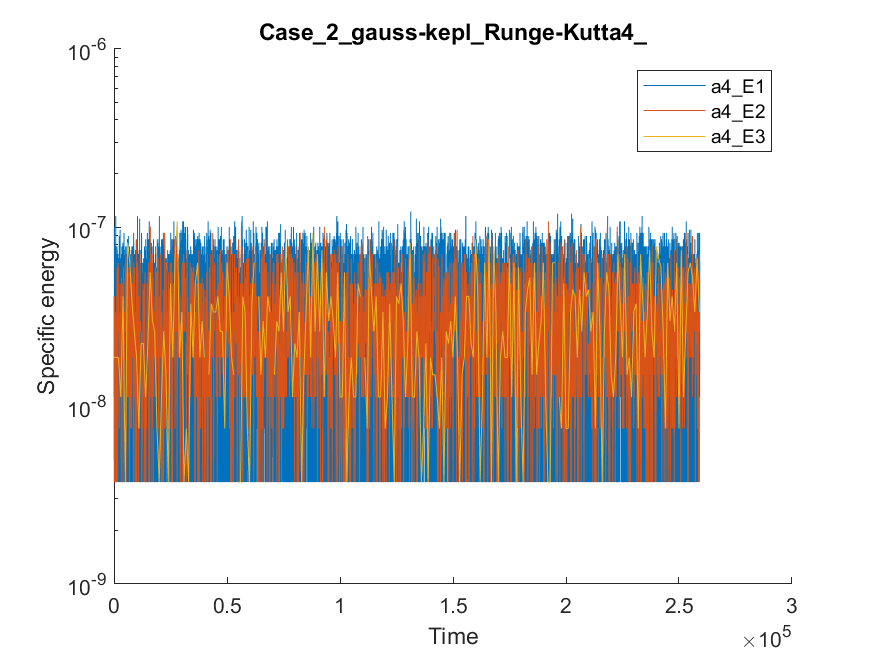 Case_2_gauss-kepl_Runge-Kutta4_
10^-6
a4_E1
a4_E2
a4_E3
10^-7
Specific energy
10^-8
10^-9
0 0.5 1 1.5 2 2.5 3
Time
×10^5